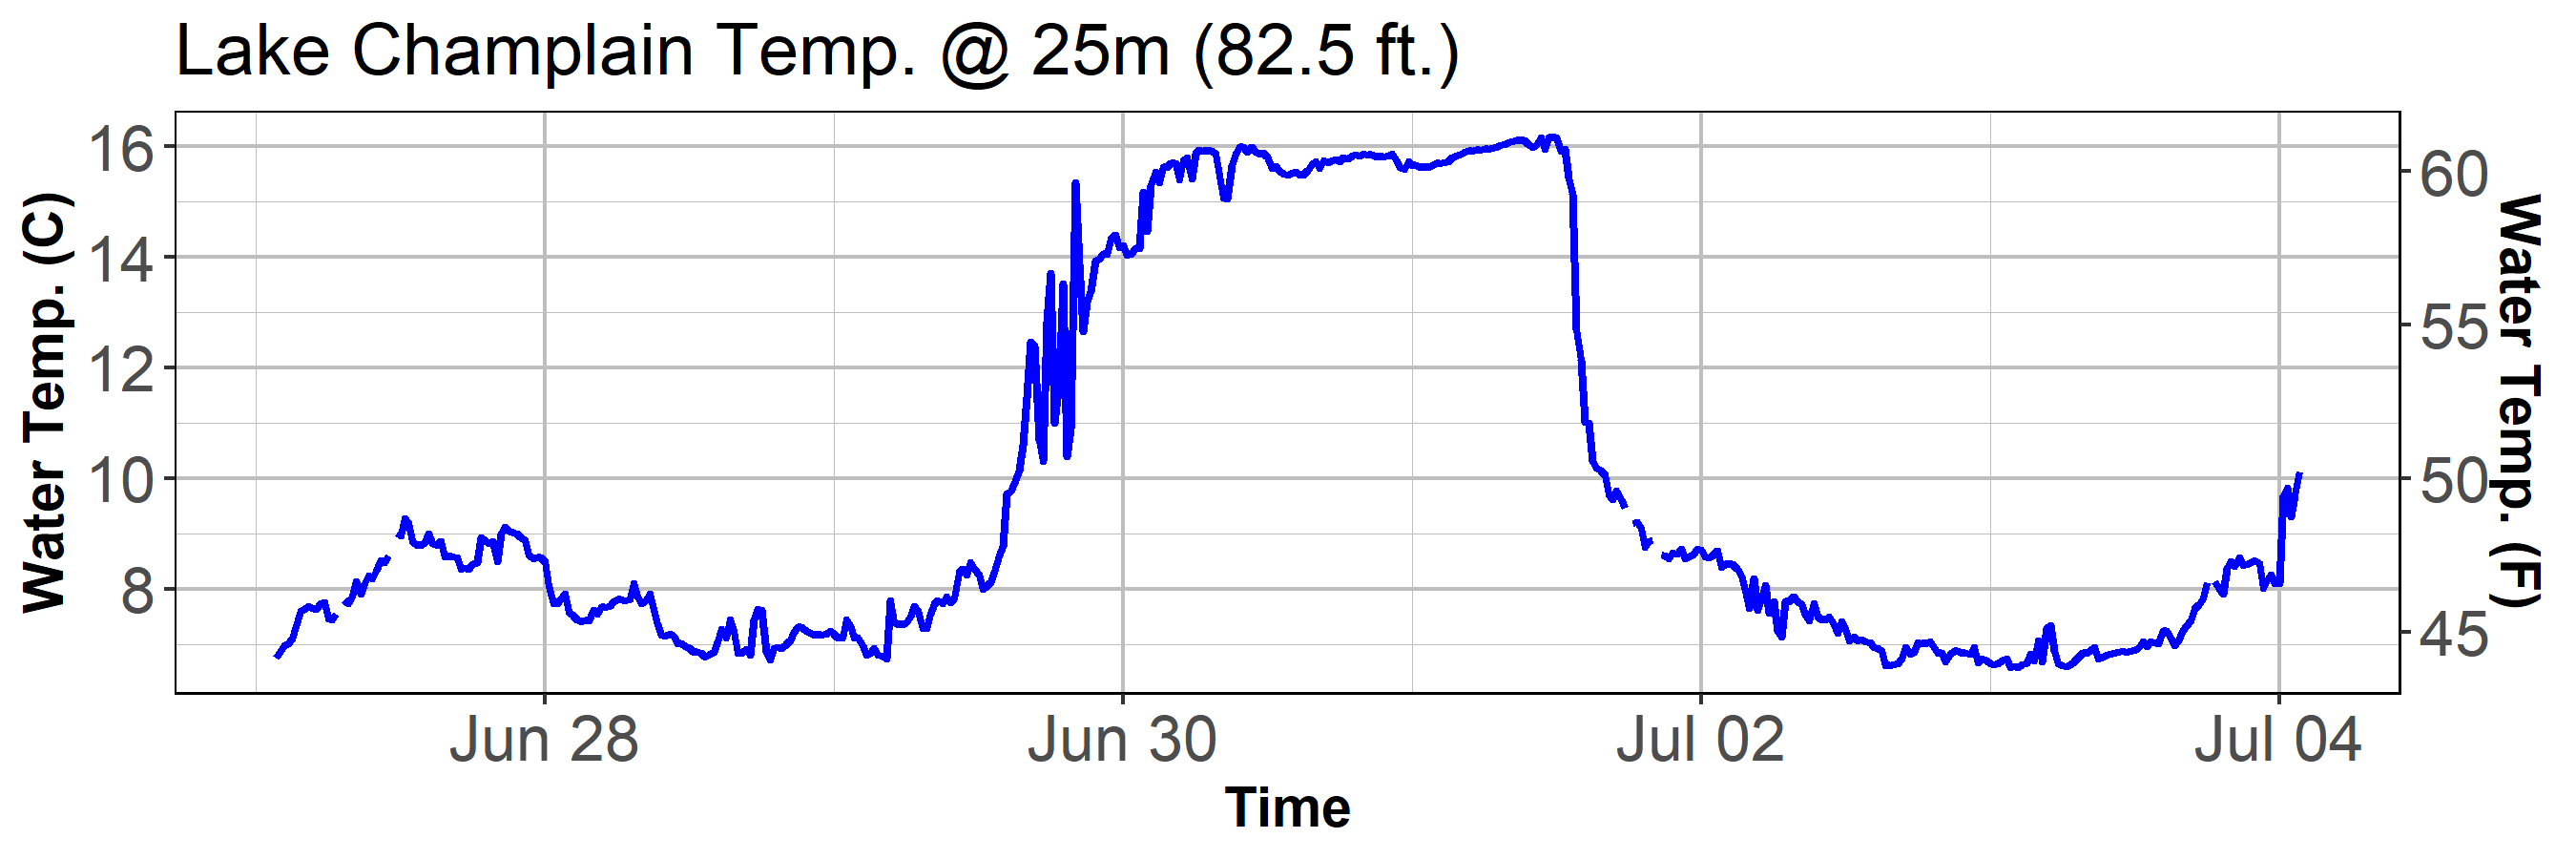 Lake Champlain Temp. @ 25m (82.5 ft.)
Water Temp. (C)
16
14
12
10
8
60
55
50
45
Water Temp. (F)
Jun 28
Jun 30
Jul 02
Jul 04
Time